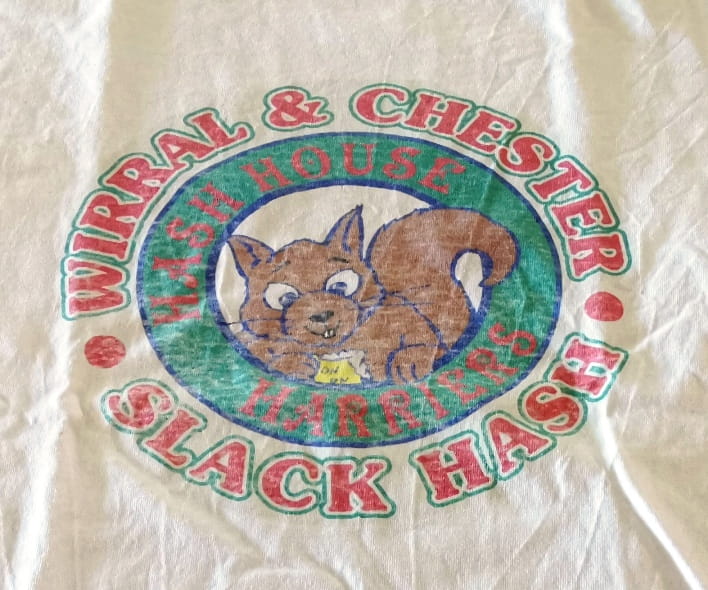 WIRRAL & CHESTER
HASH HOUSE
HARRIERS
SLACK HASH